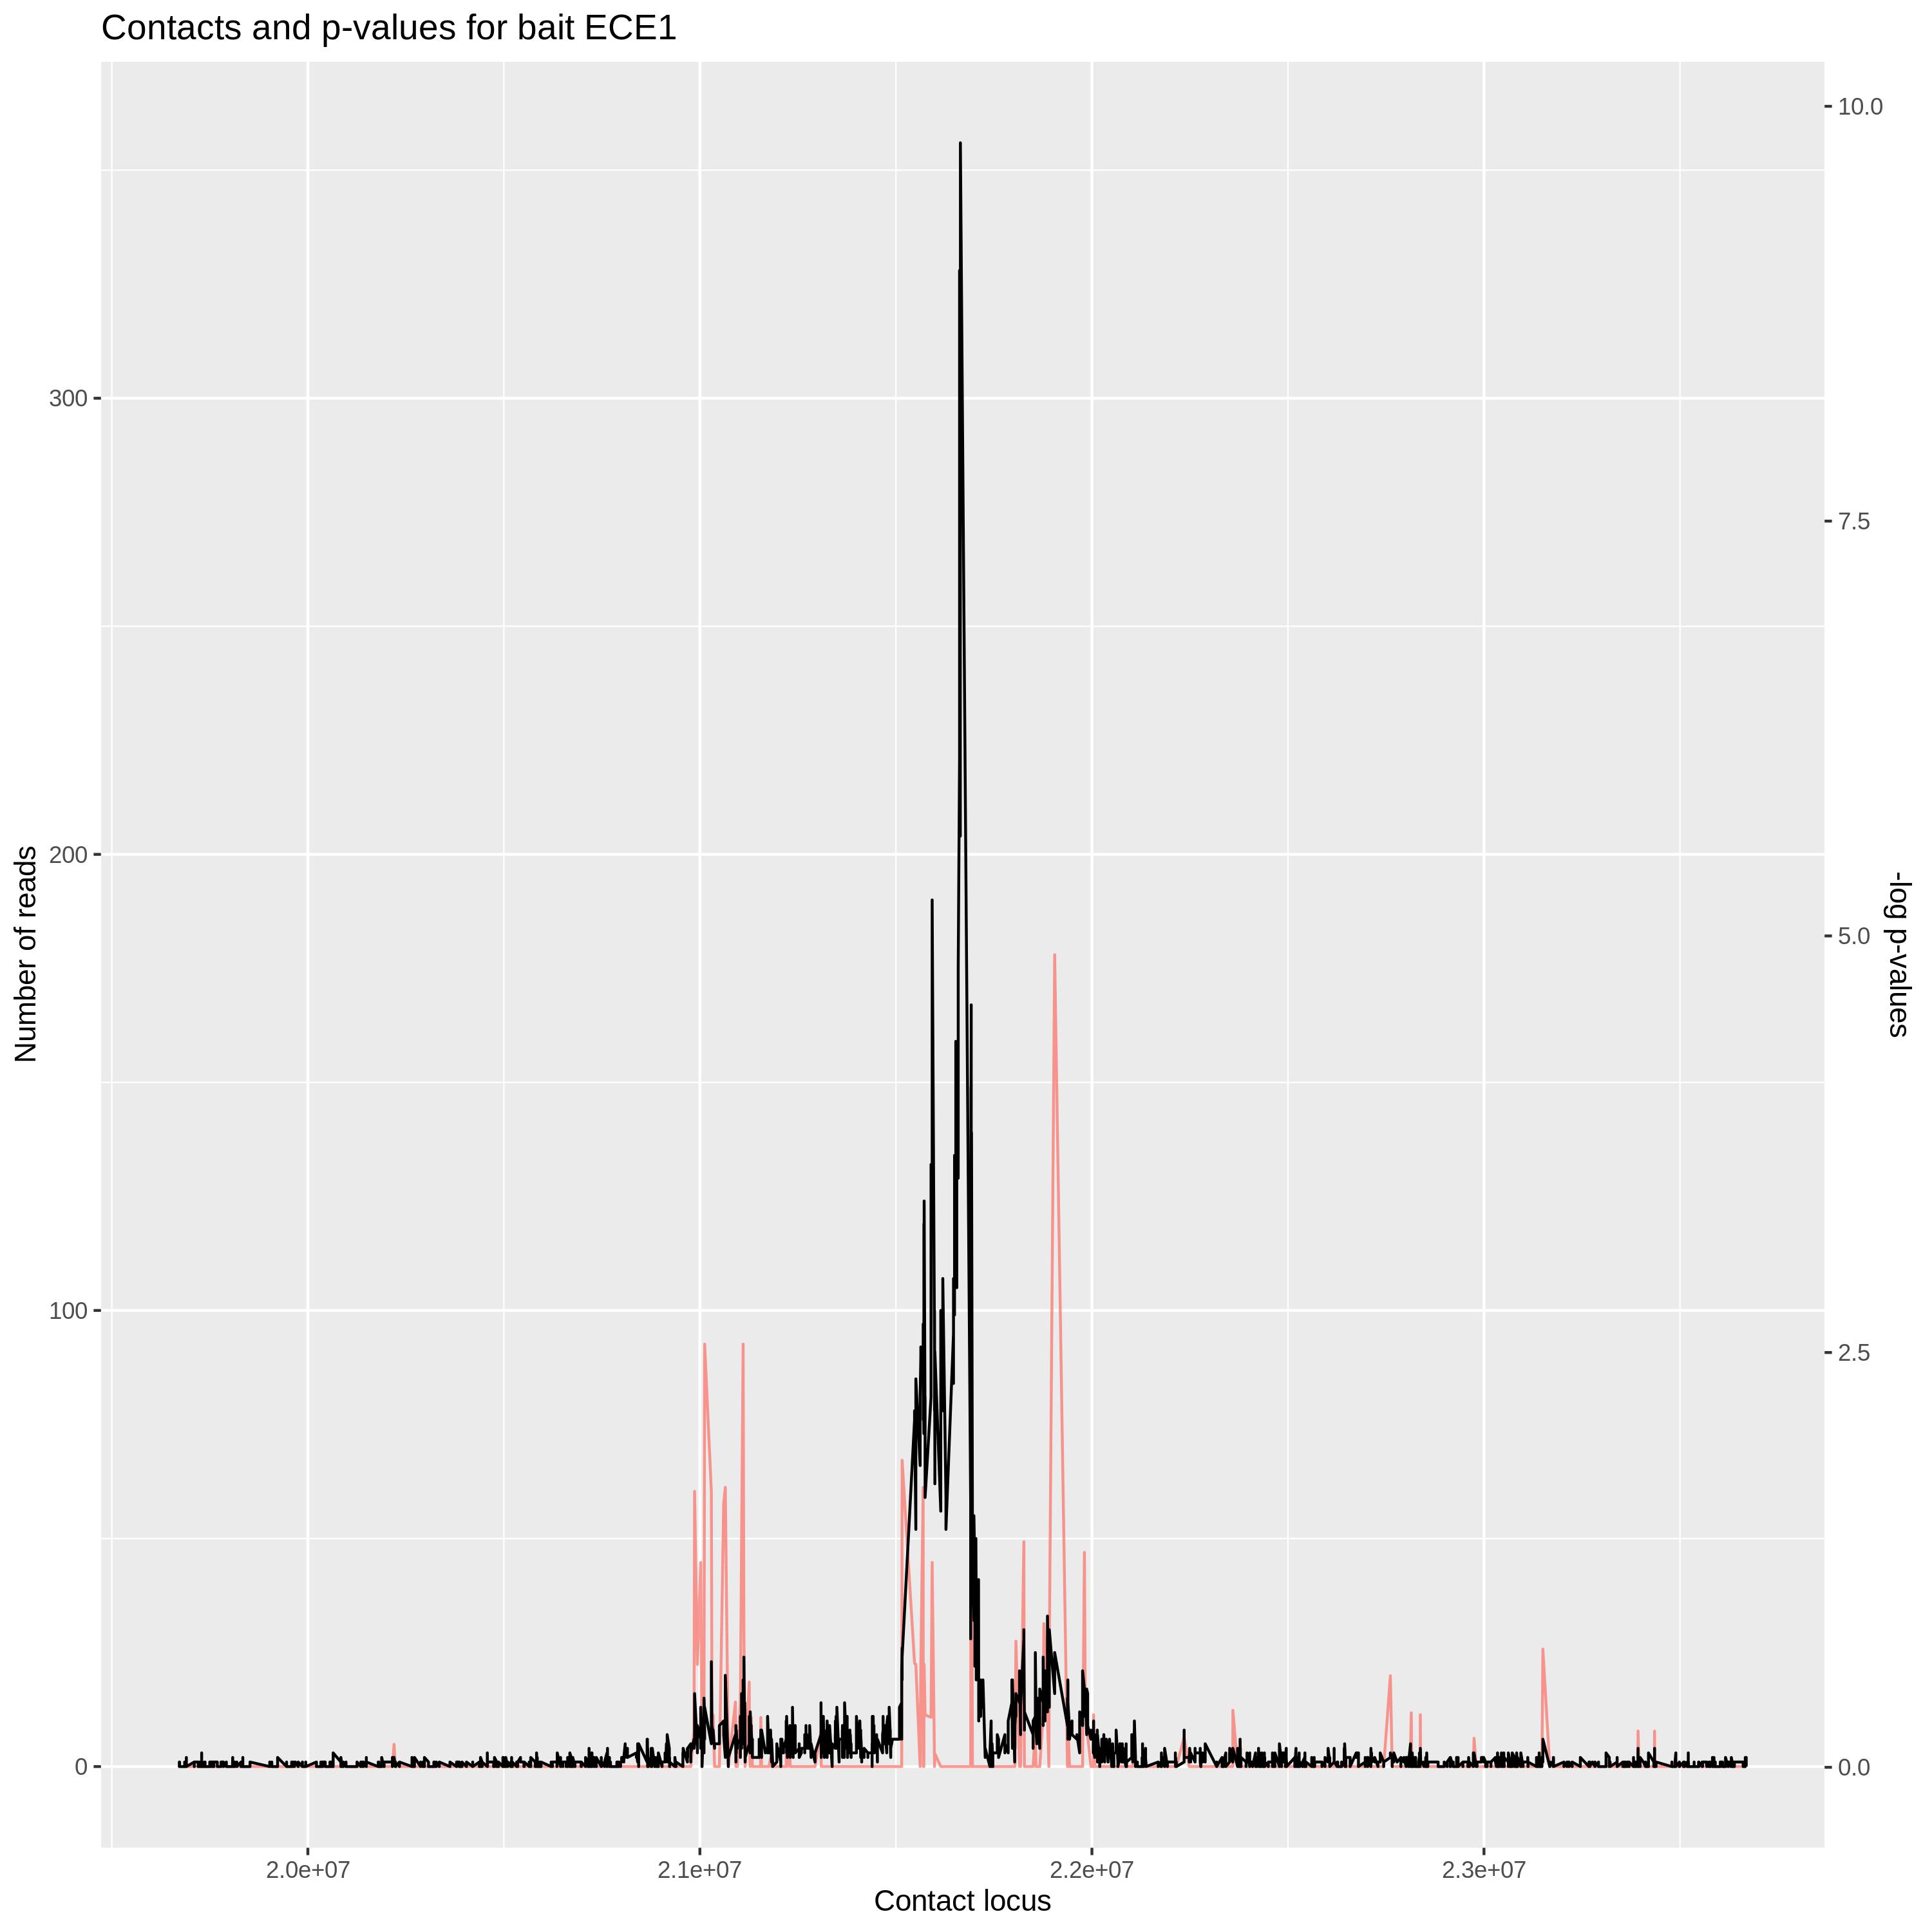 Contacts and p-values for bait ECE1
10.0
7.5
300
200
5.0
Number of reads
-log p-values
100
2.5
0
0.0
2.0e+07
2.1e+07
2.2e+07
2.3e+07
Contact locus